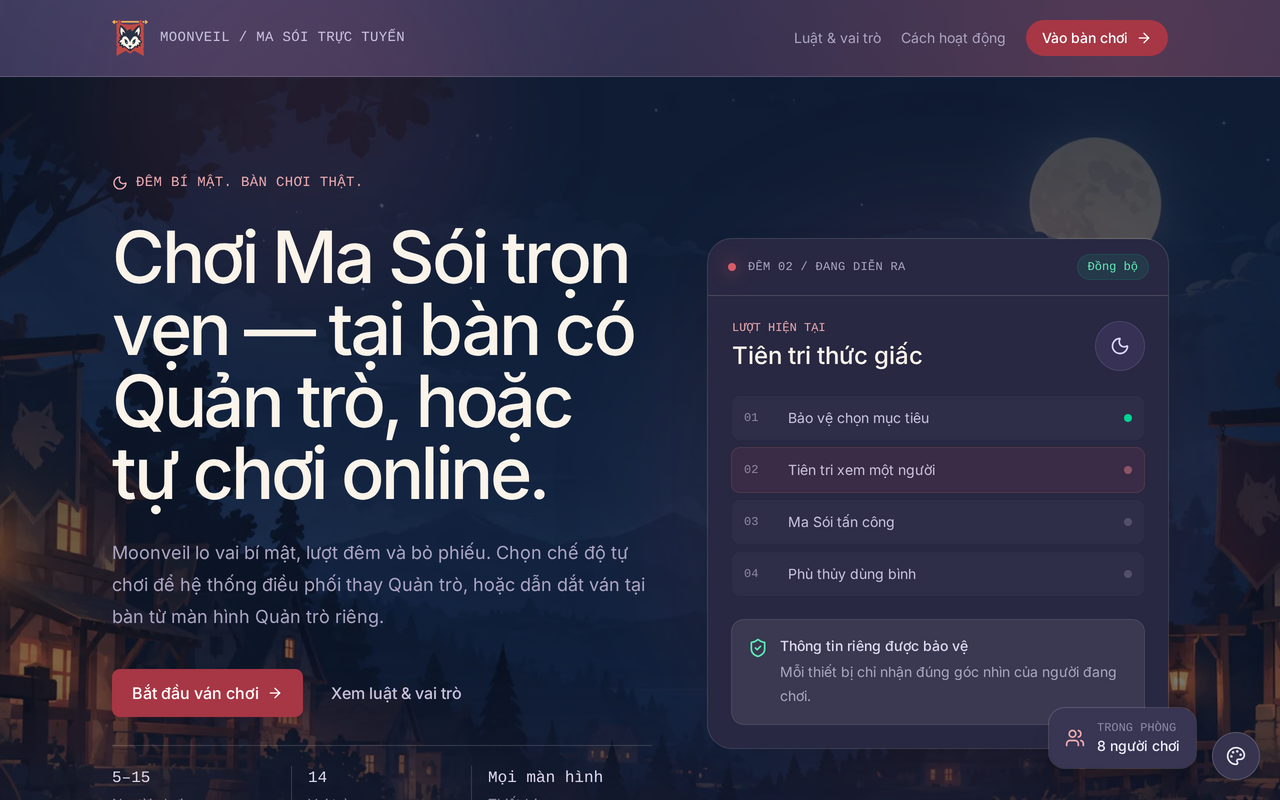 MOONVEIL / MA SÓI TRỰC TUYẾN
Luật & vai trò
Cách hoạt động
Vào bàn chơi
ĐÊM BÍ MẬT. BÀN CHƠI THẬT.
Chơi Ma Sói trọn
vẹn — tại bàn có
Quản trò, hoặc
tự chơi online.
Moonveil lo vai bí mật, lượt đêm và bỏ phiếu. Chọn chế độ tự
chơi để hệ thống điều phối thay Quản trò, hoặc dẫn dắt ván tại
bàn từ màn hình Quản trò riêng.
Bắt đầu ván chơi
Xem luật & vai trò
5–15
14
Mọi màn hình
ĐÊM 02 / ĐANG DIỄN RA
Đồng bộ
LƯỢT HIỆN TẠI
Tiên tri thức giấc
01 Bảo vệ chọn mục tiêu
02 Tiên tri xem một người
03 Ma Sói tấn công
04 Phù thủy dùng bình
Thông tin riêng được bảo vệ
Mỗi thiết bị chỉ nhận đúng góc nhìn của người đang
chơi.
TRONG PHÒNG
8 người chơi